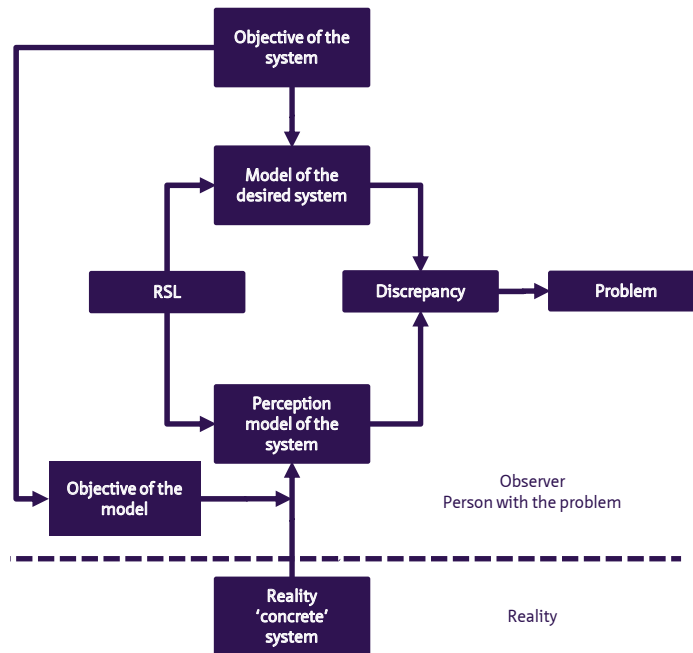 Objective of the
system
Model of the
desired system
RSL
Discrepancy
Problem
Perception
model of the
system
Objective of the
model
Observer
Person with the problem
Reality
‘concrete’
system
Reality